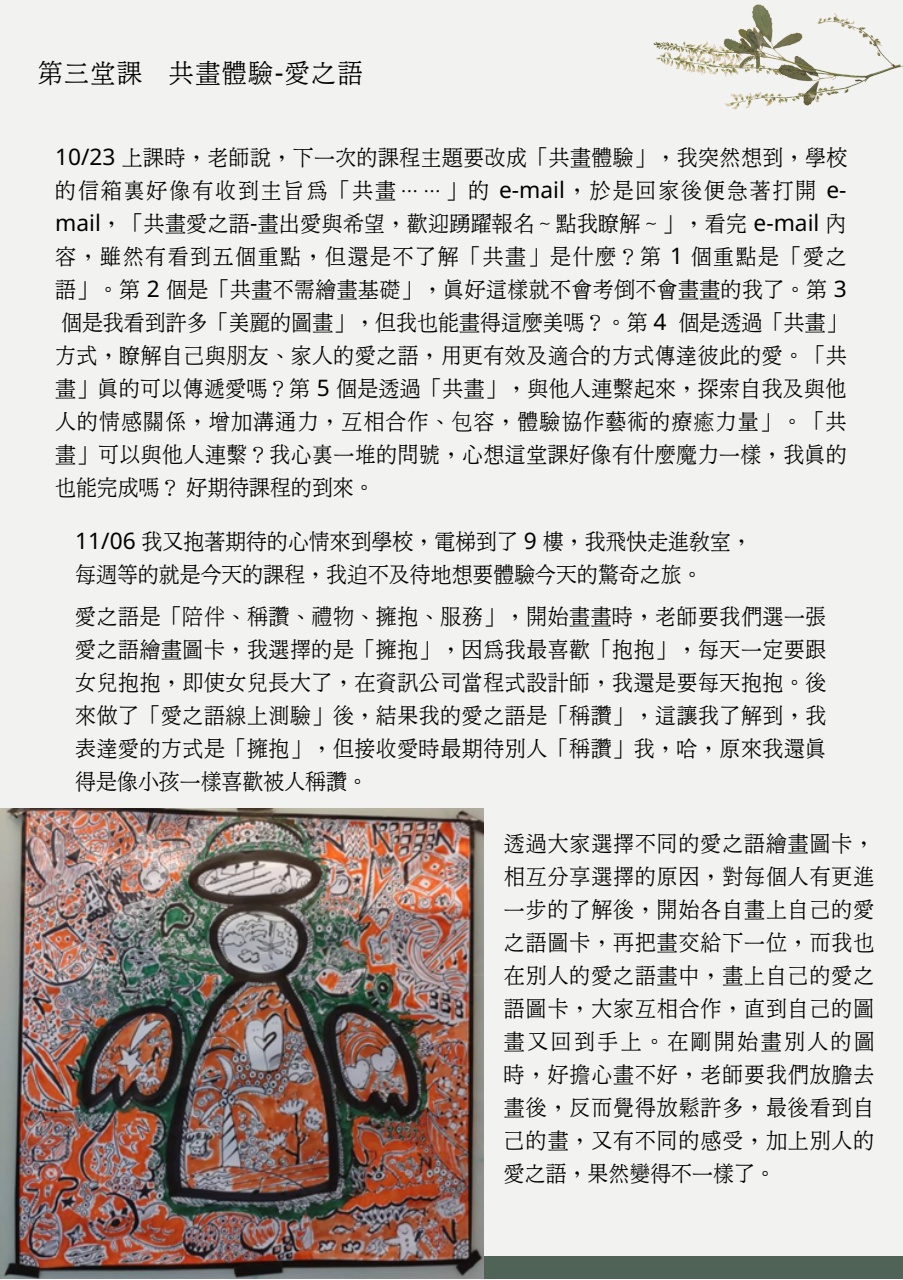 第三堂課　共畫體驗-愛之語
10/23 上課時，老師說，下一次的課程主題要改成「共畫體驗」，我突然想到，學校
的信箱裏好像有收到主旨爲「共畫⋯⋯」的 e-mail，於是回家後便急著打開 e-
mail，「共畫愛之語-畫出愛與希望，歡迎踴躍報名~點我瞭解~」，看完 e-mail 內
容，雖然有看到五個重點，但還是不了解「共畫」是什麼？第 1 個重點是「愛之
語」。第 2 個是「共畫不需繪畫基礎」，眞好這樣就不會考倒不會畫畫的我了。第 3
個是我看到許多「美麗的圖畫」，但我也能畫得這麼美嗎？。第 4 個是透過「共畫」
方式，瞭解自己與朋友、家人的愛之語，用更有效及適合的方式傳達彼此的愛。「共
畫」眞的可以傳遞愛嗎？第 5 個是透過「共畫」，與他人連繫起來，探索自我及與他
人的情感關係，增加溝通力，互相合作、包容，體驗協作藝術的療癒力量」。「共
畫」可以與他人連繫？我心裏一堆的問號，心想這堂課好像有什麼魔力一樣，我眞的
也能完成嗎？ 好期待課程的到來。
11/06 我又抱著期待的心情來到學校，電梯到了 9 樓，我飛快走進敎室，
每週等的就是今天的課程，我迫不及待地想要體驗今天的驚奇之旅。
愛之語是「陪伴、稱讚、禮物、擁抱、服務」，開始畫畫時，老師要我們選一張
愛之語繪畫圖卡，我選擇的是「擁抱」，因爲我最喜歡「抱抱」，每天一定要跟
女兒抱抱，即使女兒長大了，在資訊公司當程式設計師，我還是要每天抱抱。後
來做了「愛之語線上測驗」後，結果我的愛之語是「稱讚」，這讓我了解到，我
表達愛的方式是「擁抱」，但接收愛時最期待別人「稱讚」我，哈，原來我還眞
得是像小孩一樣喜歡被人稱讚。
透過大家選擇不同的愛之語繪畫圖卡，
相互分享選擇的原因，對每個人有更進
一步的了解後，開始各自畫上自己的愛
之語圖卡，再把畫交給下一位，而我也
在別人的愛之語畫中，畫上自己的愛之
語圖卡，大家互相合作，直到自己的圖
畫又回到手上。在剛開始畫別人的圖
時，好擔心畫不好，老師要我們放膽去
畫後，反而覺得放鬆許多，最後看到自
己的畫，又有不同的感受，加上別人的
愛之語，果然變得不一樣了。